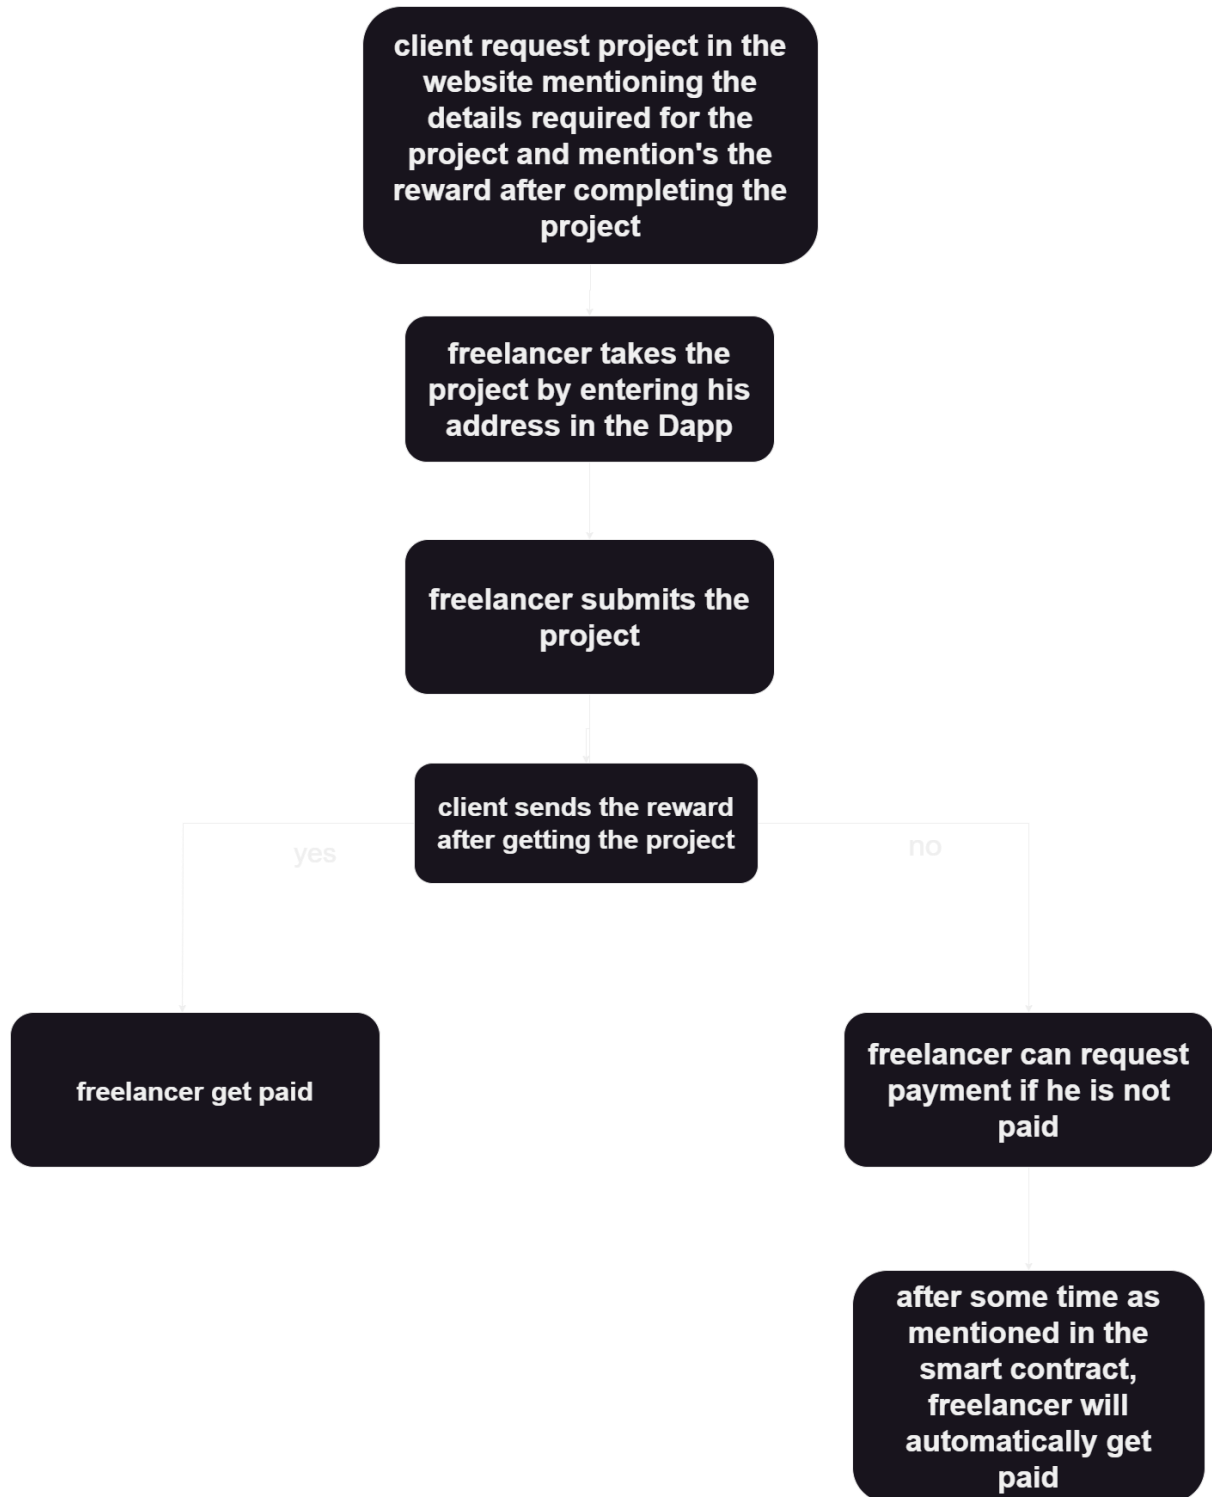 client request project in the
website mentioning the
details required for the
project and mention's the
reward after completing the
project
freelancer takes the
project by entering his
address in the Dapp
freelancer submits the
project
client sends the reward
after getting the project
yes
no
freelancer get paid
freelancer can request
payment if he is not
paid
after some time as
mentioned in the
smart contract,
freelancer will
automatically get
paid